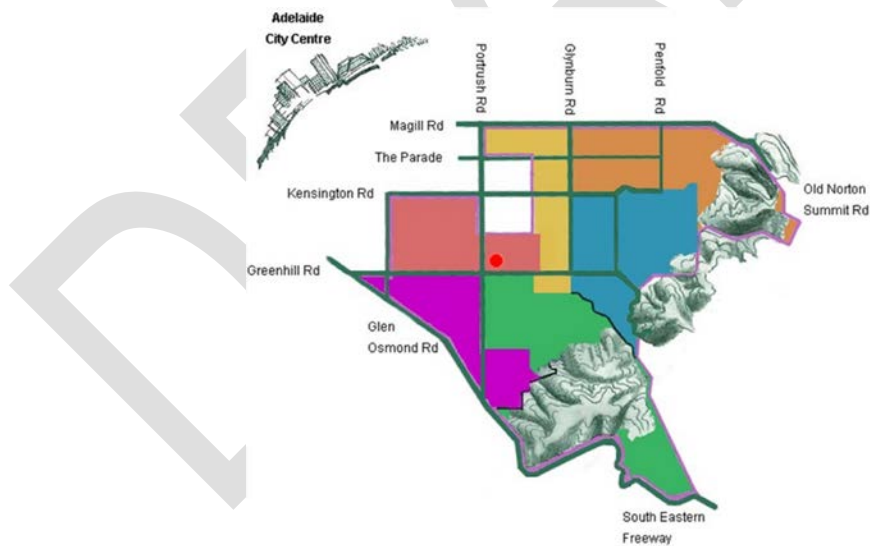 Adelaide
City Centre
Portrush Rd
Glynburn Rd
Penfold Rd
Magill Rd
The Parade
Kensington Rd
Old Norton
Summit Rd
Greenhill Rd
Glen
Osmond Rd
South Eastern
Freeway